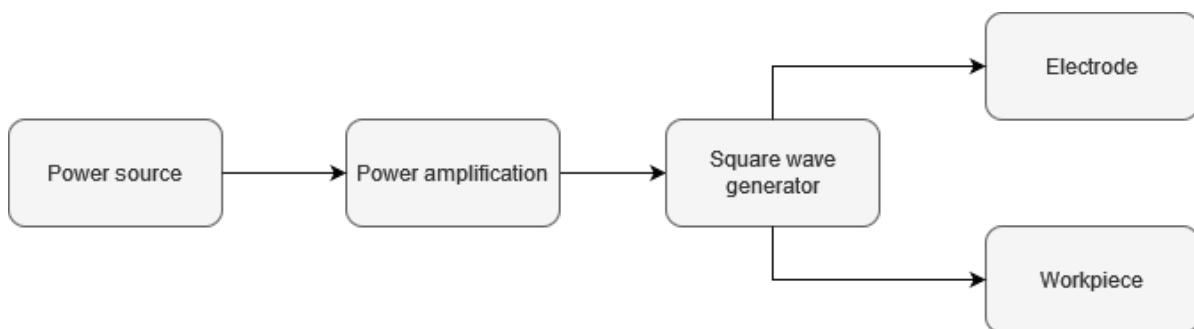 Electrode
Power source
Power amplification
Square wave
generator
Workpiece